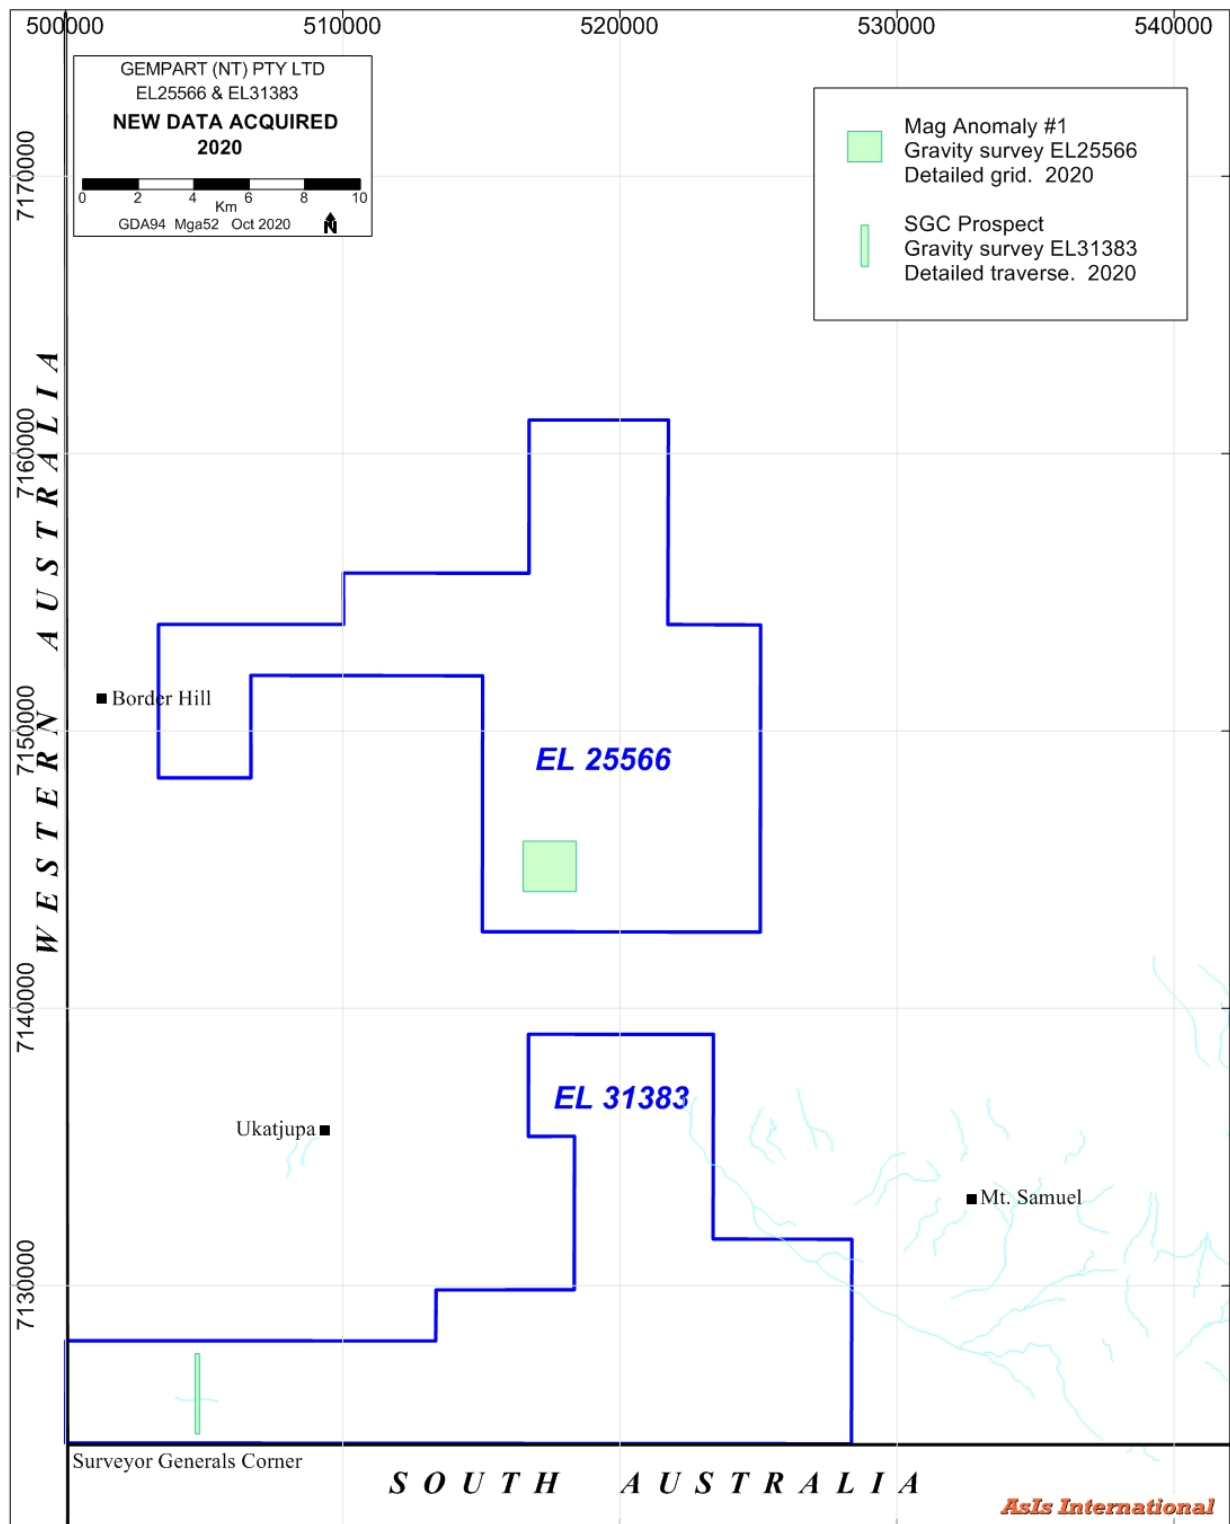 500000 510000 520000 530000 540000
GEMPART (NT) PTY LTD
EL25566 & EL31383
NEW DATA ACQUIRED
2020
0 2 4 6 8 10
Km
GDA94 Mga52 Oct 2020
N
Mag Anomaly #1
Gravity survey EL25566
Detailed grid. 2020
SGC Prospect
Gravity survey EL31383
Detailed traverse. 2020
7170000
7160000
7150000
7140000
7130000
WESTERN AUSTRALIA
Border Hill
EL 25566
EL 31383
Ukatjupa
Mt. Samuel
Surveyor Generals Corner
SOUTH AUSTRALIA
AsIs International